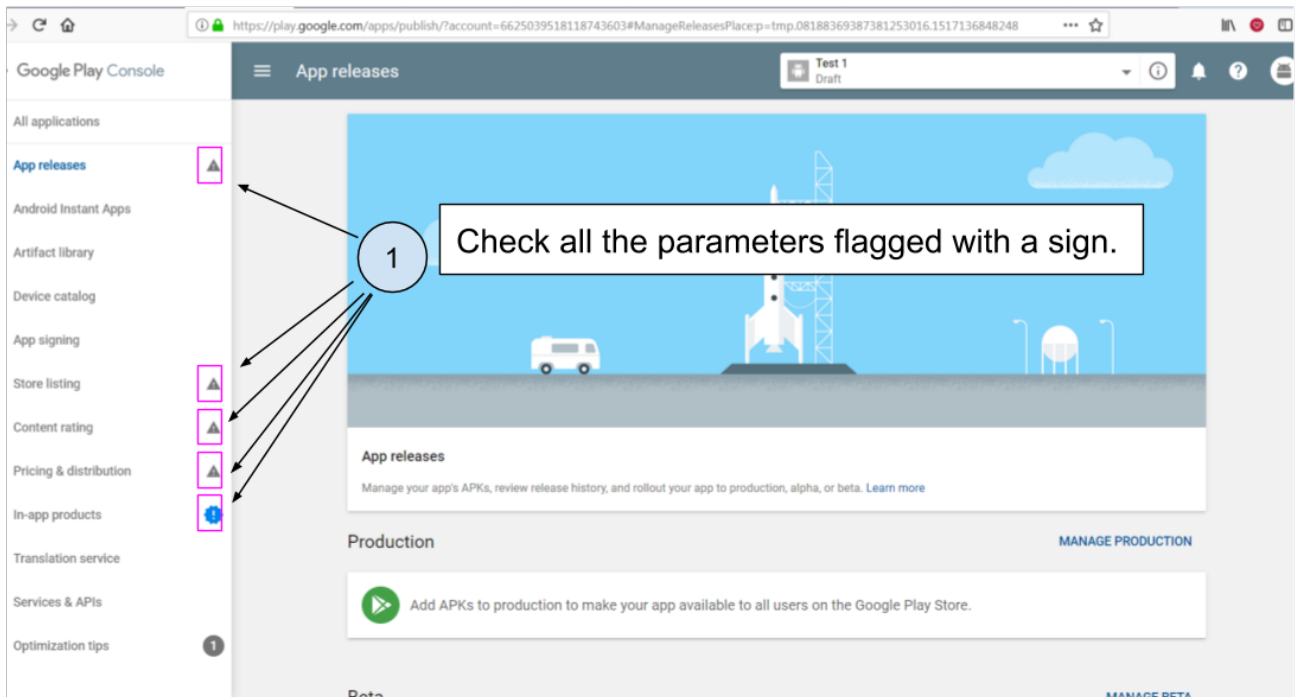 https://play.google.com/apps/publish/?account=6625039518118743603#ManageReleasesPlace:p=tmp.08188369387381253016.1517136848248
Google Play Console
App releases
Test 1
Draft
All applications
App releases
Android Instant Apps
Artifact library
Device catalog
App signing
Store listing
Content rating
Pricing & distribution
In-app products
Translation service
Services & APIs
Optimization tips
1
1
Check all the parameters flagged with a sign.
App releases
Manage your app's APKs, review release history, and rollout your app to production, alpha, or beta. Learn more
Production
MANAGE PRODUCTION
Add APKs to production to make your app available to all users on the Google Play Store.
Beta
MANAGE BETA